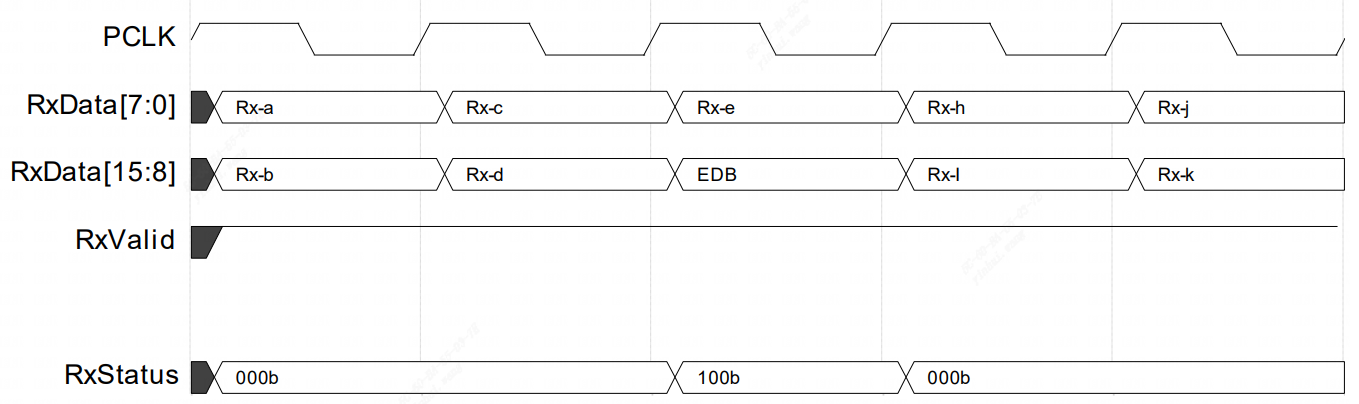 PCLK
RxData[7:0] Rx-a Rx-c Rx-e Rx-h Rx-j
RxData[15:8] Rx-b Rx-d EDB Rx-l Rx-k
RxValid
RxStatus 000b 100b 000b